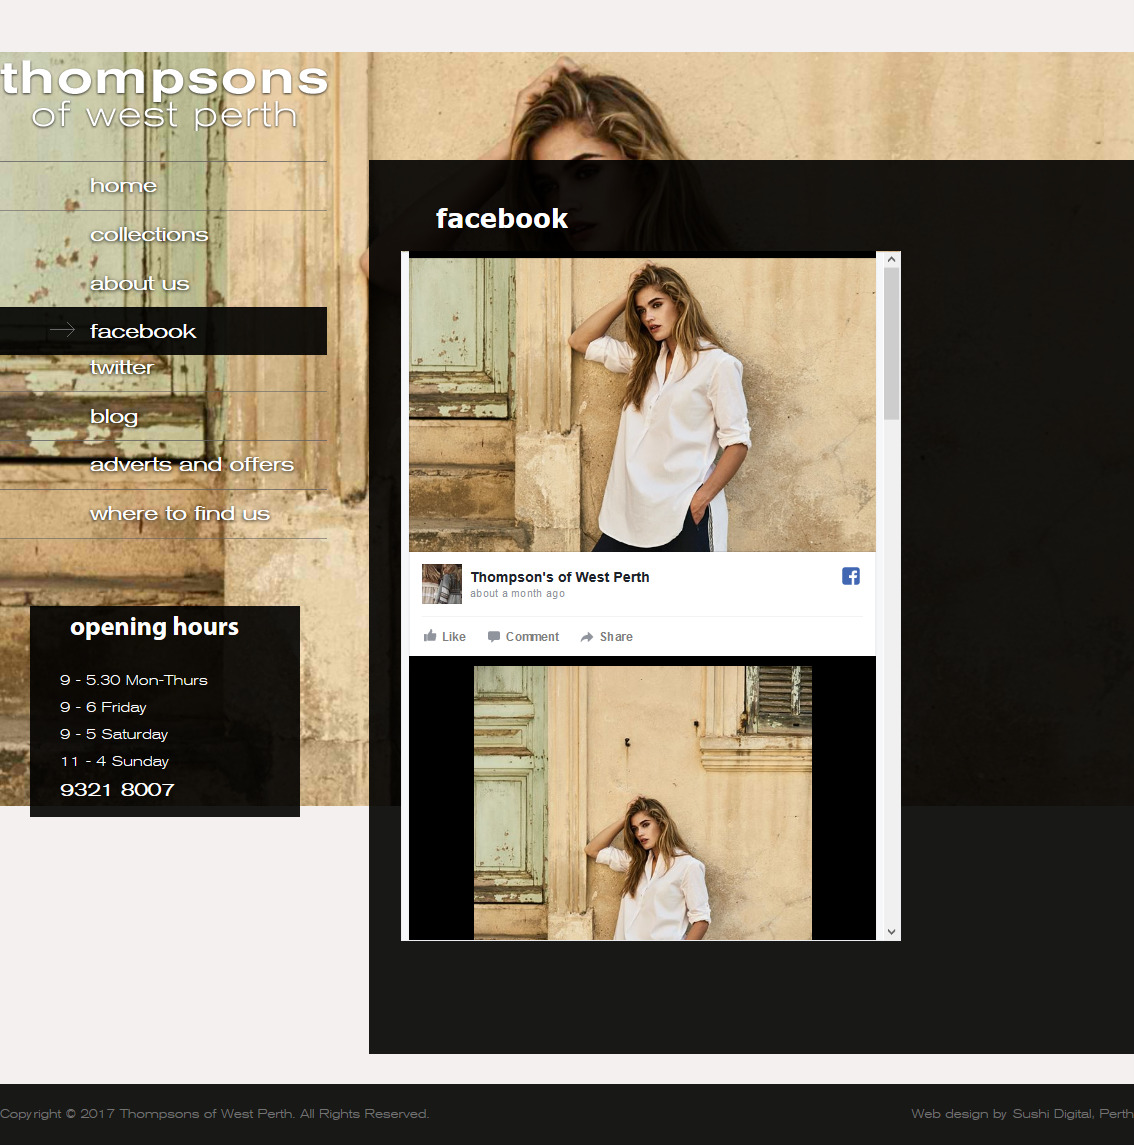 thompsons
of west perth
home
collections
about us
facebook
twitter
blog
adverts and offers
where to find us
opening hours
9 - 5.30 Mon-Thurs
9 - 6 Friday
9 - 5 Saturday
11 - 4 Sunday
9321 8007
facebook
Thompson's of West Perth
about a month ago
Like Comment Share
Copyright © 2017 Thompsons of West Perth. All Rights Reserved.
Web design by Sushi Digital, Perth